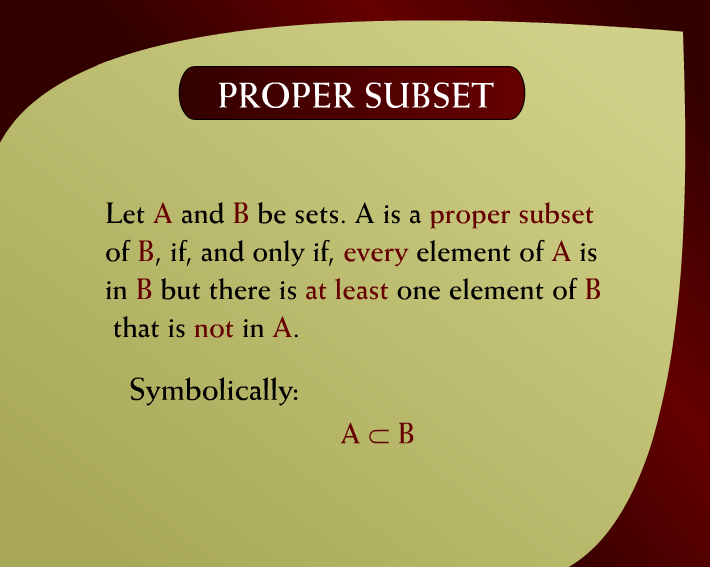 PROPER SUBSET
Let A and B be sets. A is a proper subset
of B, if, and only if, every element of A is
in B but there is at least one element of B
that is not in A.
Symbolically:
A ⊂ B